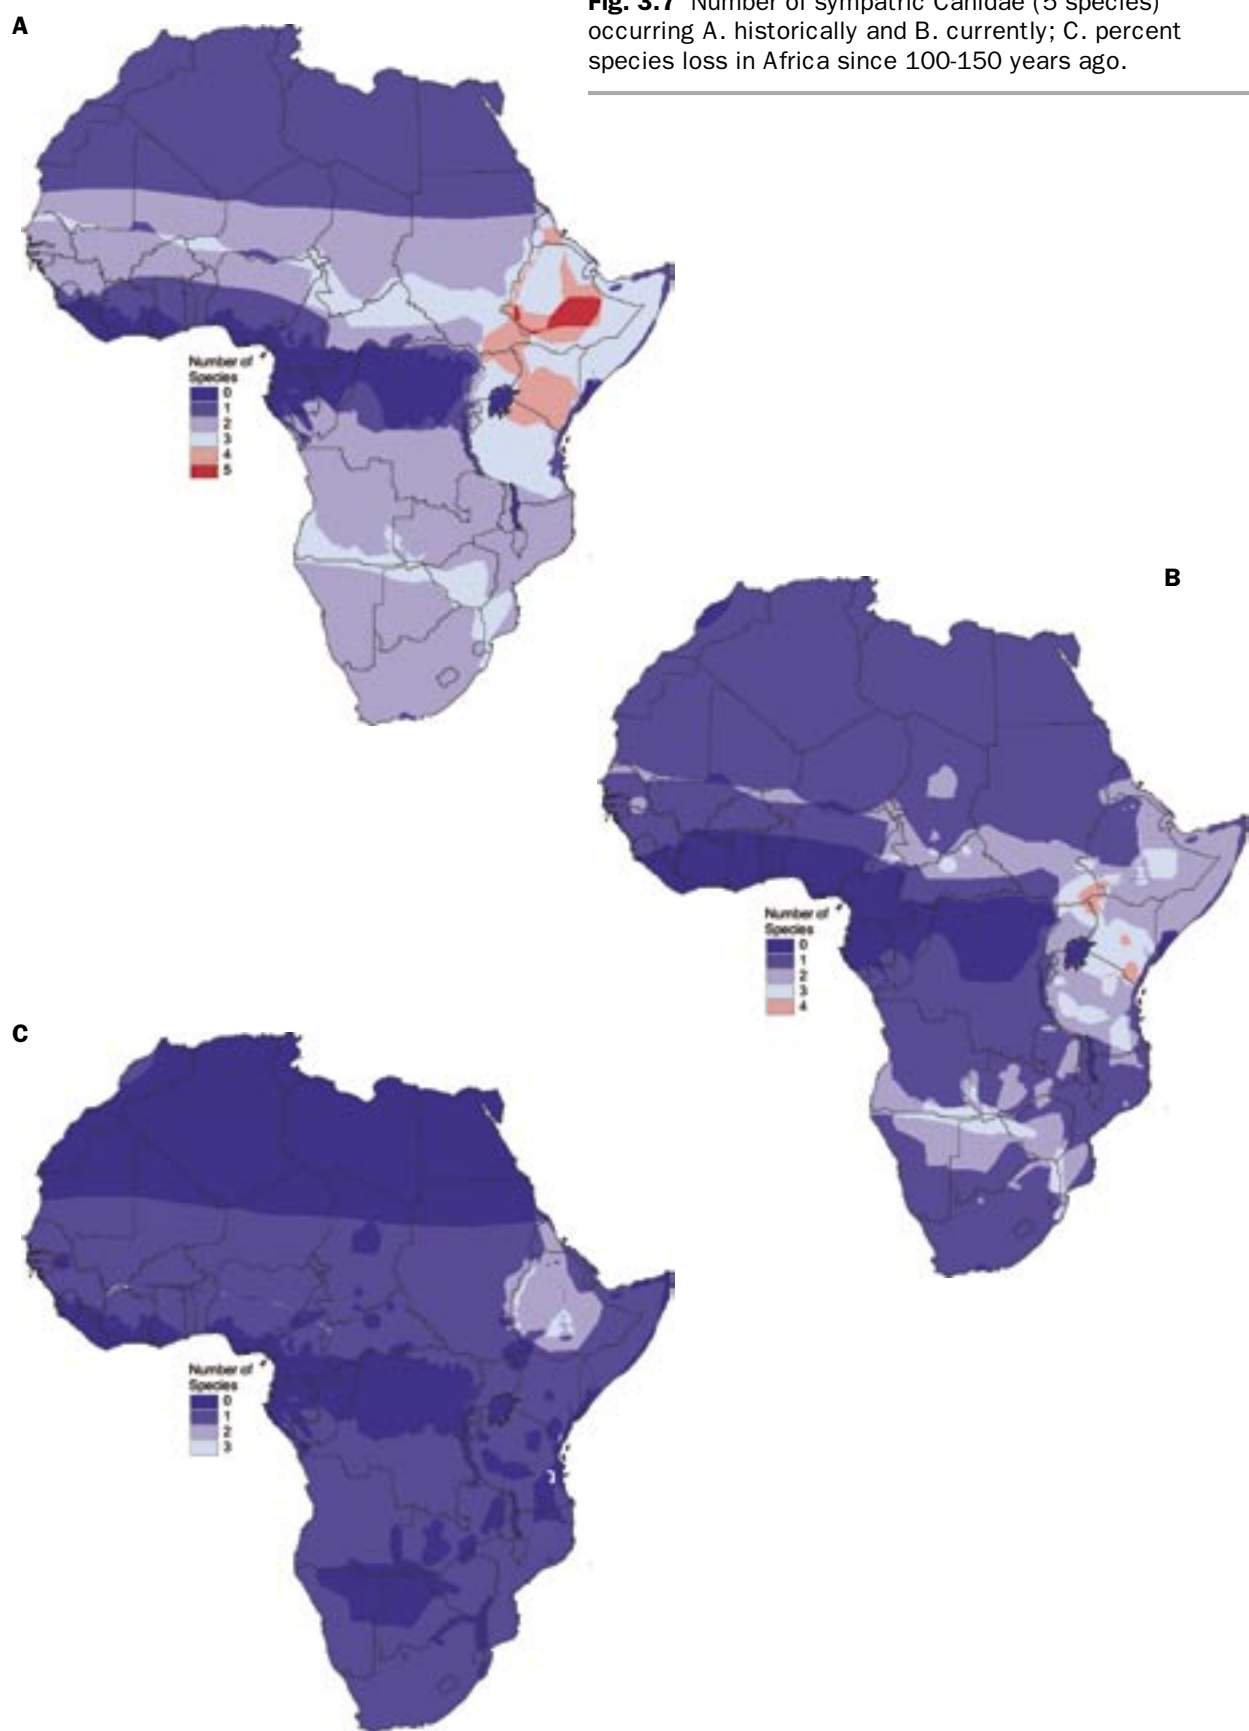 Fig. 3.7 Number of sympatric Canidae (5 species)
occurring A. historically and B. currently; C. percent
species loss in Africa since 100-150 years ago.
A
Number of
Species
0
1
2
3
4
5
B
Number of
Species
0
1
2
3
4
C
Number of
Species
0
1
2
3